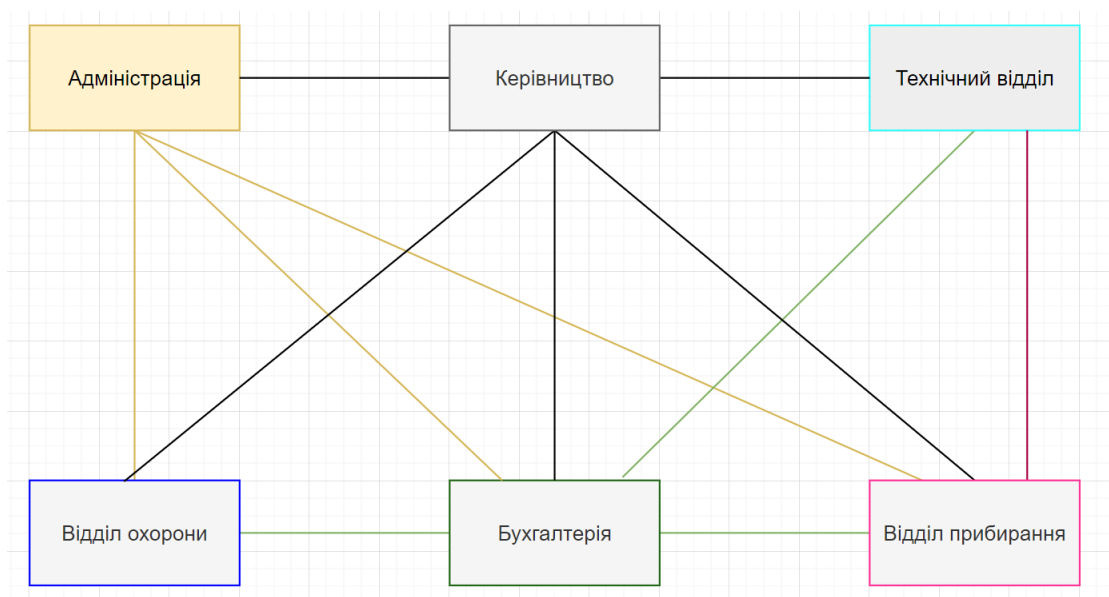 Адміністрація
Керівництво
Технічний відділ
Відділ охорони
Бухгалтерія
Відділ прибирання